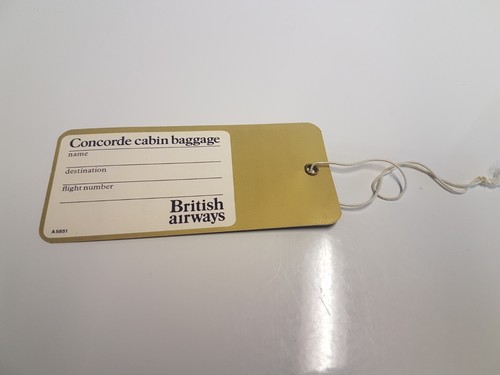 Concorde cabin baggage
name
destination
flight number
British
airways
A5851